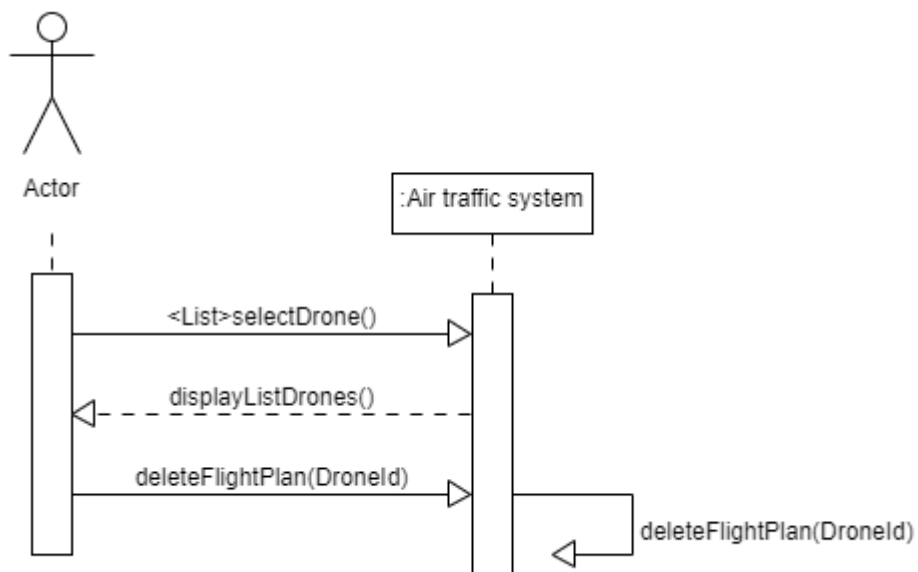 Actor
:Air traffic system
<List>selectDrone()
displayListDrones()
deleteFlightPlan(DroneId)
deleteFlightPlan(DroneId)